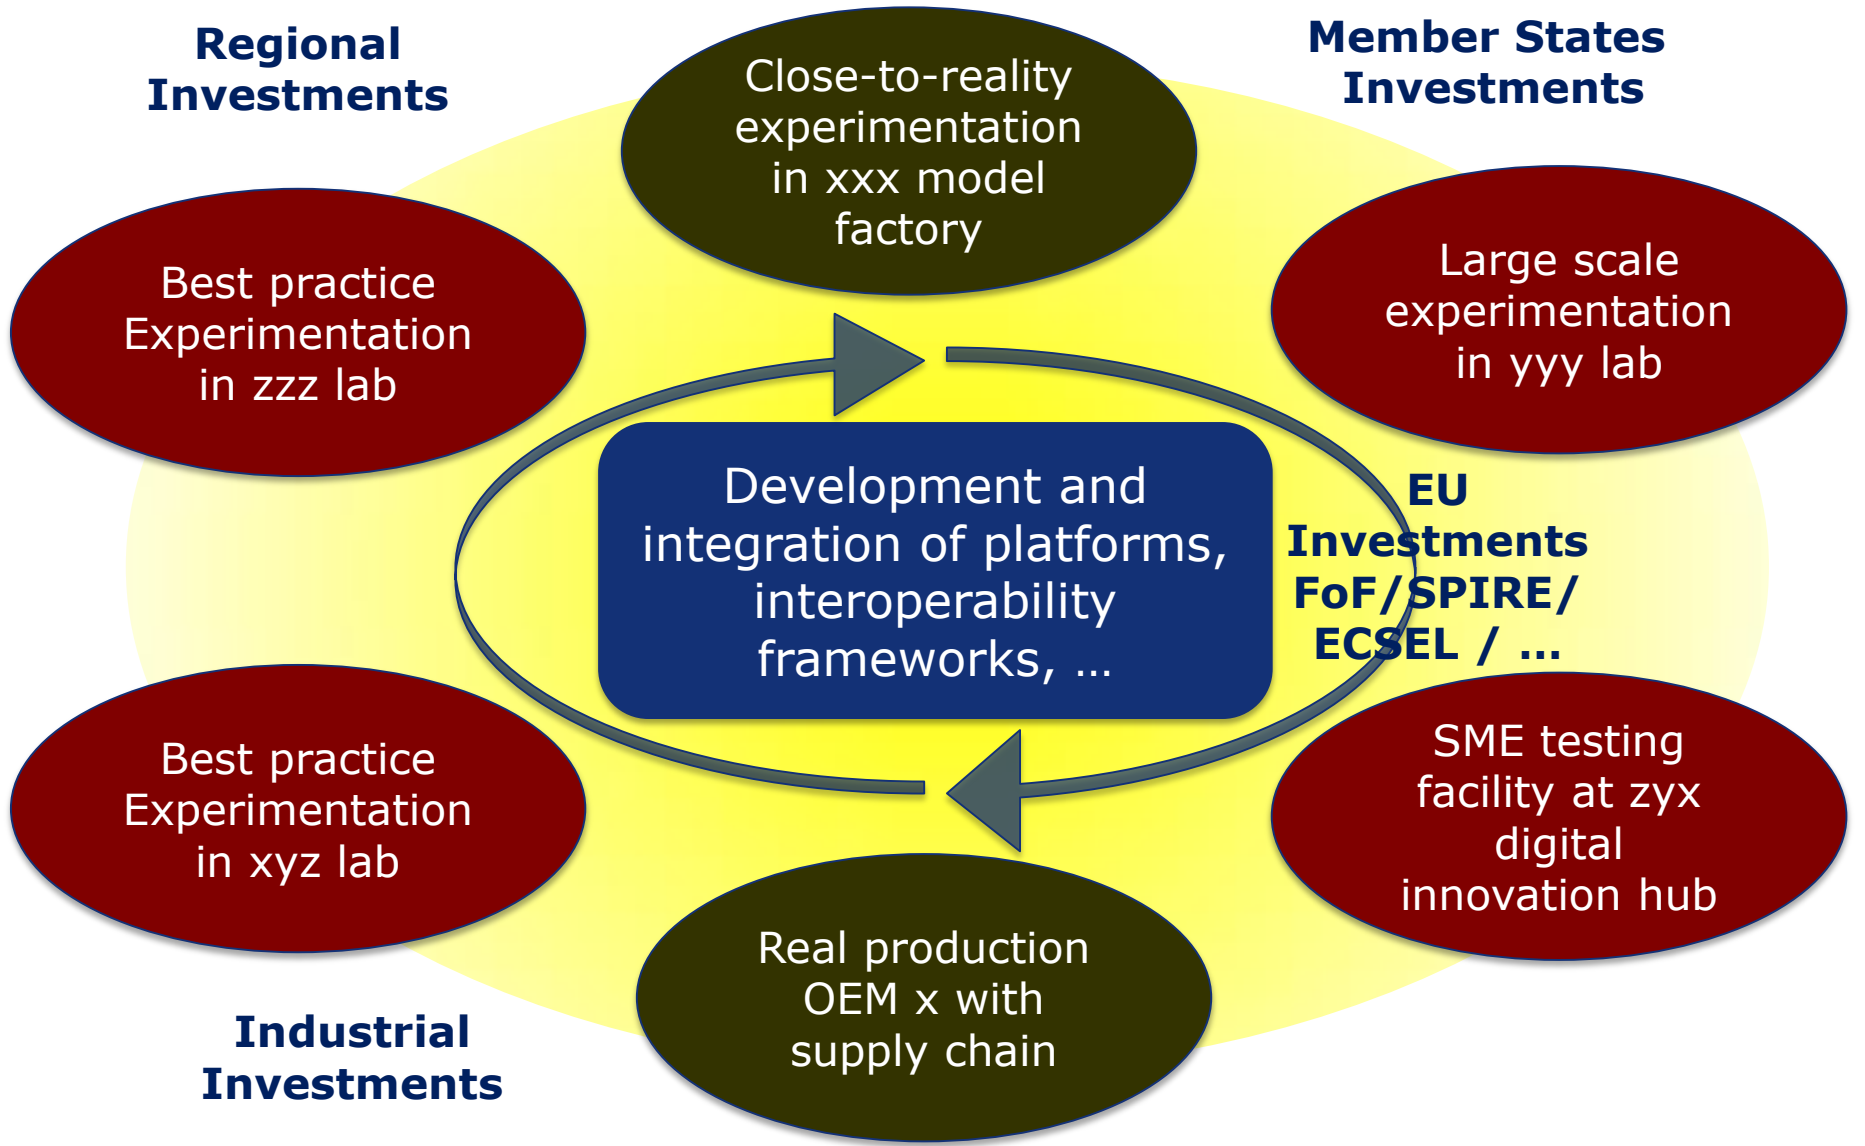 Regional
Investments
Member States
Investments
Close-to-reality
experimentation
in xxx model
factory
Best practice
Experimentation
in zzz lab
Large scale
experimentation
in yyy lab
Development and
integration of platforms,
interoperability
frameworks, ...
EU
Investments
FoF/SPIRE/
ECSEL / ...
Best practice
Experimentation
in xyz lab
SME testing
facility at zyx
digital
innovation hub
Real production
OEM x with
supply chain
Industrial
Investments